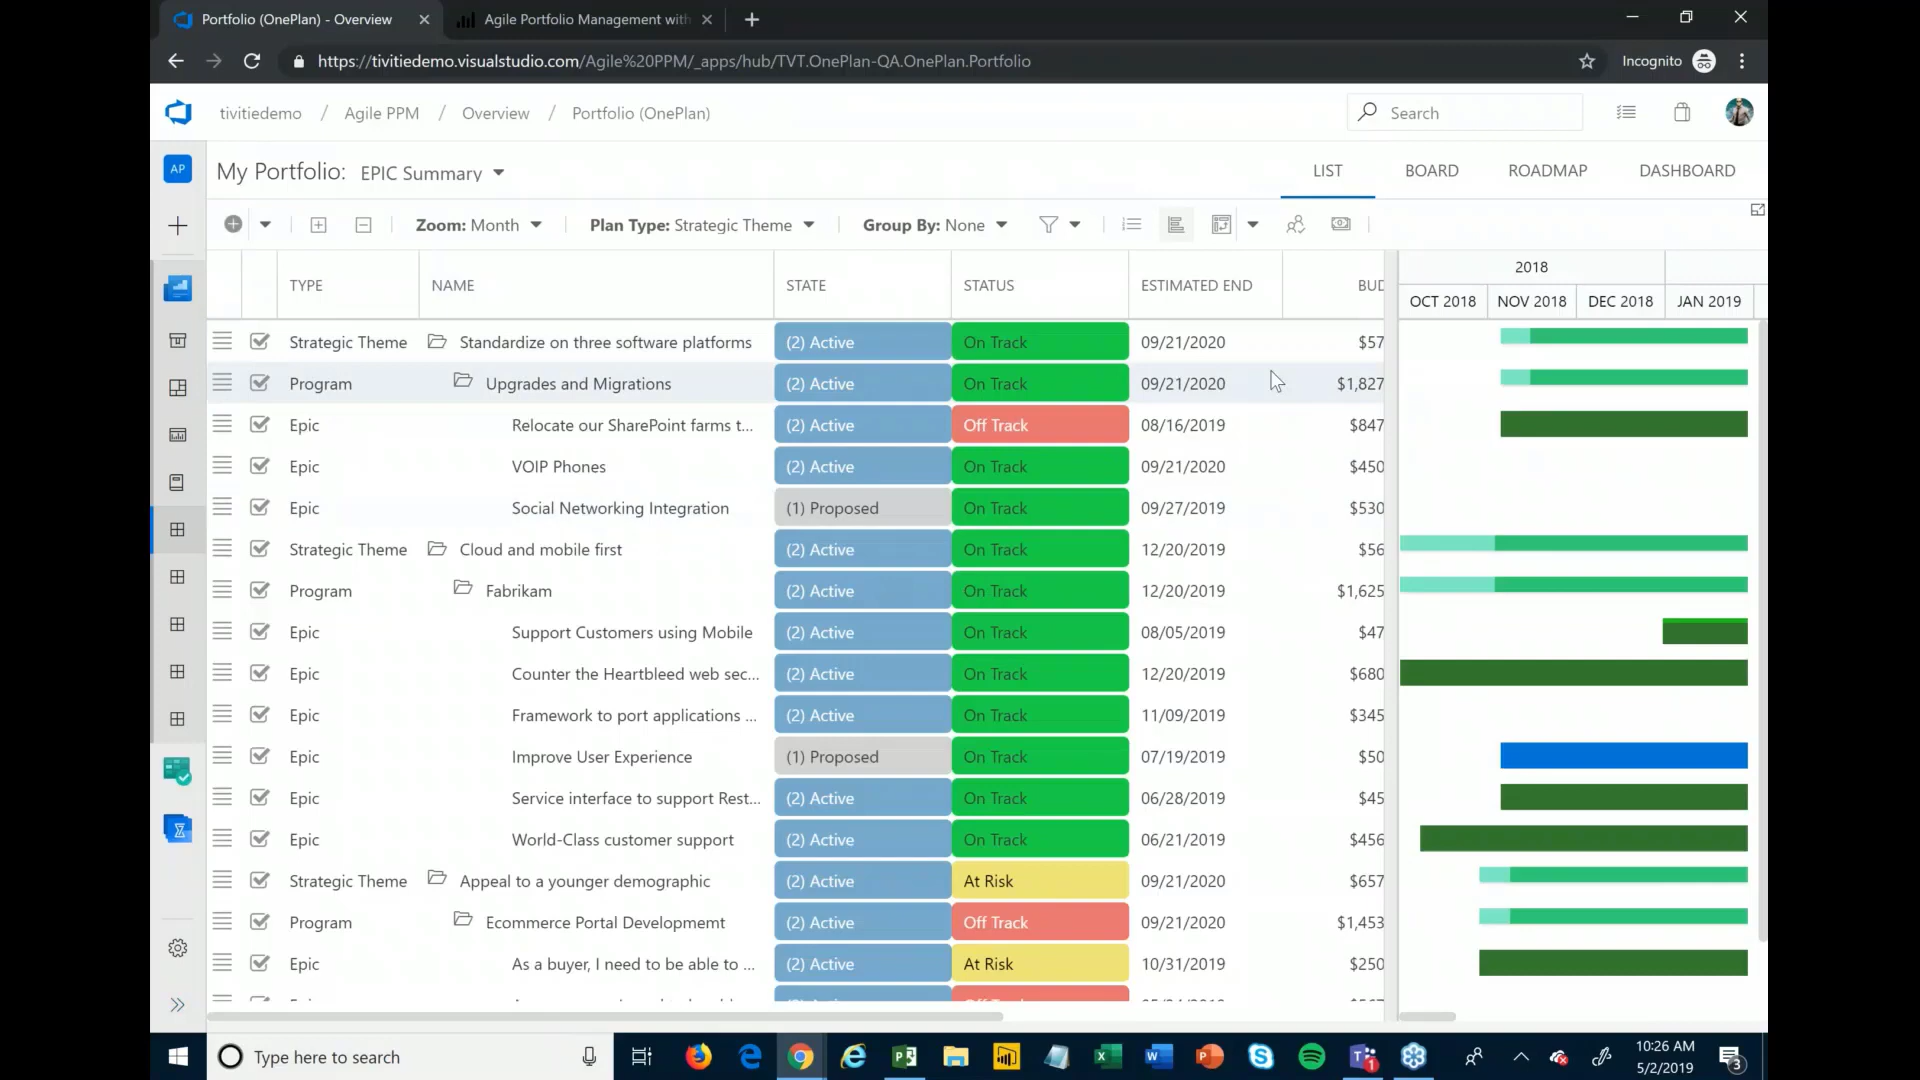 Portfolio (OnePlan) - Overview
Agile Portfolio Management with
https://tivitiedemo.visualstudio.com/Agile%20PPM/_apps/hub/TVT.OnePlan-QA.OnePlan.Portfolio
Incognito
tivitiedemo / Agile PPM / Overview / Portfolio (OnePlan)
Search
AP
My Portfolio: EPIC Summary
LIST BOARD ROADMAP DASHBOARD
Zoom: Month Plan Type: Strategic Theme Group By: None
TYPE NAME STATE STATUS ESTIMATED END BUD
2018
OCT 2018 NOV 2018 DEC 2018 JAN 2019
Strategic Theme Standardize on three software platforms (2) Active On Track 09/21/2020 $57
Program Upgrades and Migrations (2) Active On Track 09/21/2020 $1,827
Epic Relocate our SharePoint farms t... (2) Active Off Track 08/16/2019 $847
Epic VOIP Phones (2) Active On Track 09/21/2020 $450
Epic Social Networking Integration (1) Proposed On Track 09/27/2019 $530
Strategic Theme Cloud and mobile first (2) Active On Track 12/20/2019 $56
Program Fabrikam (2) Active On Track 12/20/2019 $1,625
Epic Support Customers using Mobile (2) Active On Track 08/05/2019 $47
Epic Counter the Heartbleed web sec... (2) Active On Track 12/20/2019 $680
Epic Framework to port applications ... (2) Active On Track 11/09/2019 $345
Epic Improve User Experience (1) Proposed On Track 07/19/2019 $50
Epic Service interface to support Rest... (2) Active On Track 06/28/2019 $45
Epic World-Class customer support (2) Active On Track 06/21/2019 $456
Strategic Theme Appeal to a younger demographic (2) Active At Risk 09/21/2020 $657
Program Ecommerce Portal Developmemt (2) Active Off Track 09/21/2020 $1,453
Epic As a buyer, I need to be able to ... (2) Active At Risk 10/31/2019 $250
Type here to search
10:26 AM
5/2/2019
1
3